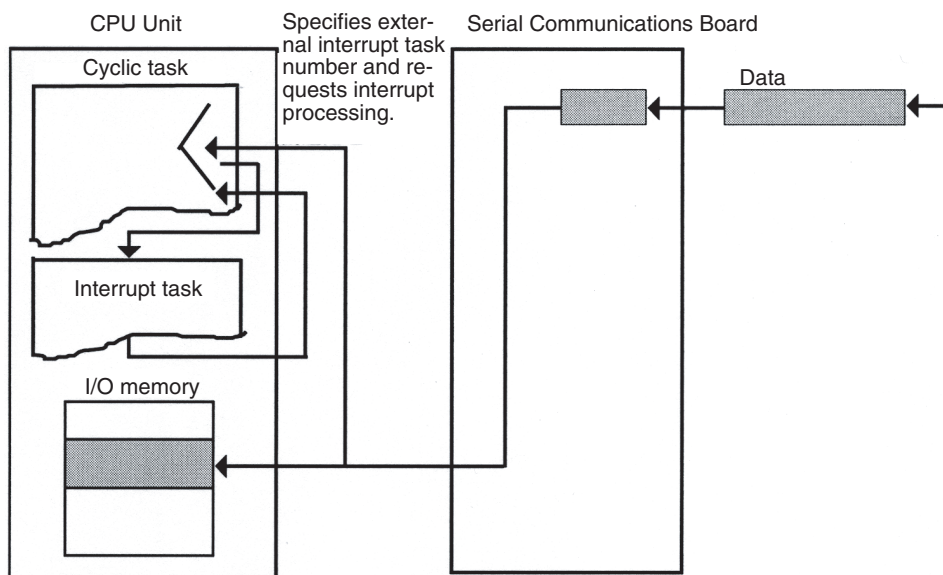 CPU Unit
Specifies exter-
nal interrupt task
number and re-
quests interrupt
processing.
Serial Communications Board
Cyclic task
Data
Interrupt task
I/O memory